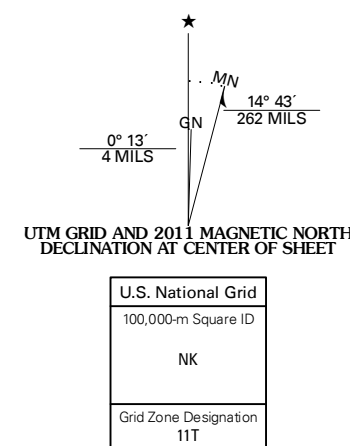 ★
MN
GN
14° 43´
262 MILS
0° 13´
4 MILS
UTM GRID AND 2011 MAGNETIC NORTH
DECLINATION AT CENTER OF SHEET
U.S. National Grid
100,000-m Square ID
NK
Grid Zone Designation
11T